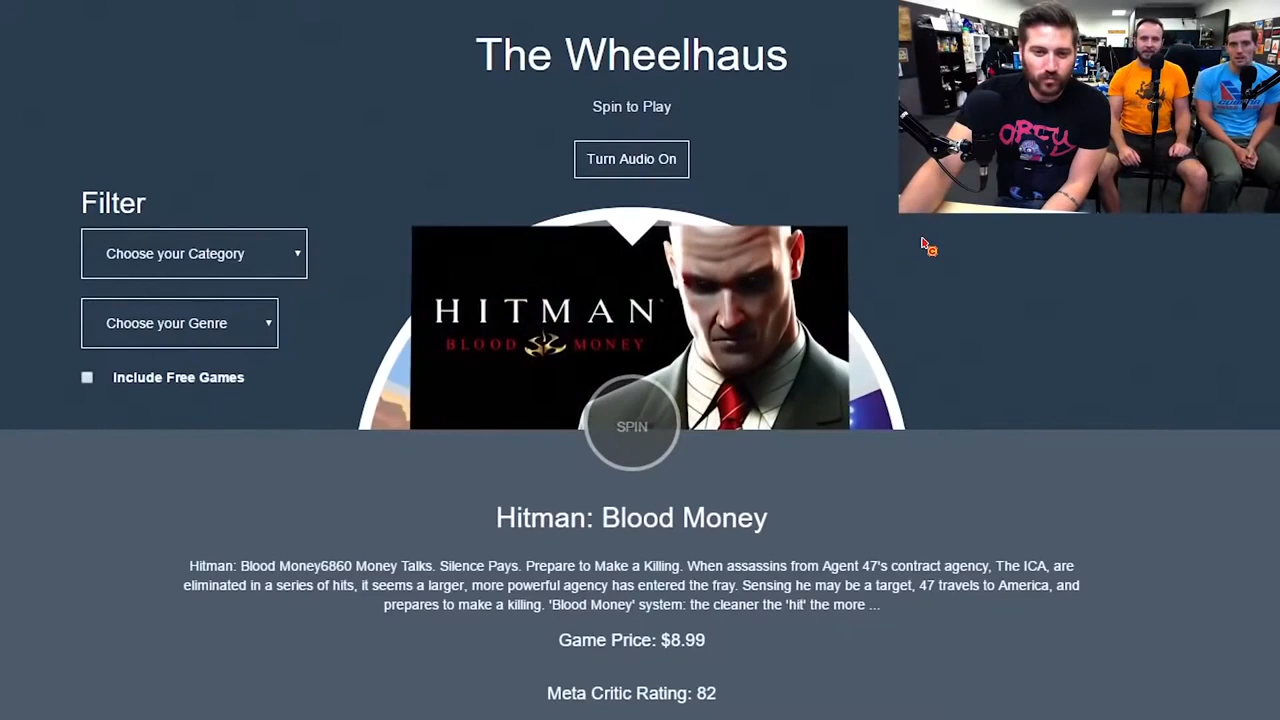 The Wheelhaus
Spin to Play
Turn Audio On
Filter
Choose your Category
Choose your Genre
Include Free Games
HITMAN
BLOOD MONEY
SPIN
Hitman: Blood Money
Hitman: Blood Money6860 Money Talks. Silence Pays. Prepare to Make a Killing. When assassins from Agent 47's contract agency, The ICA, are
eliminated in a series of hits, it seems a larger, more powerful agency has entered the fray. Sensing he may be a target, 47 travels to America, and
prepares to make a killing. 'Blood Money' system: the cleaner the 'hit' the more ...
Game Price: $8.99
Meta Critic Rating: 82